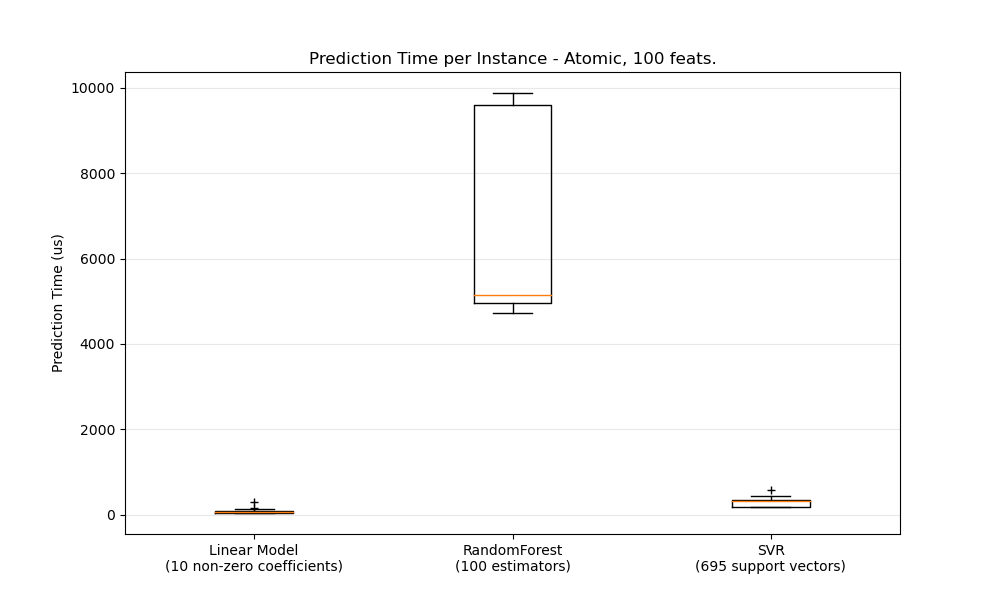 Prediction Time per Instance - Atomic, 100 feats.
10000
8000
6000
4000
2000
0
Prediction Time (us)
Linear Model
(10 non-zero coefficients)
RandomForest
(100 estimators)
SVR
(695 support vectors)